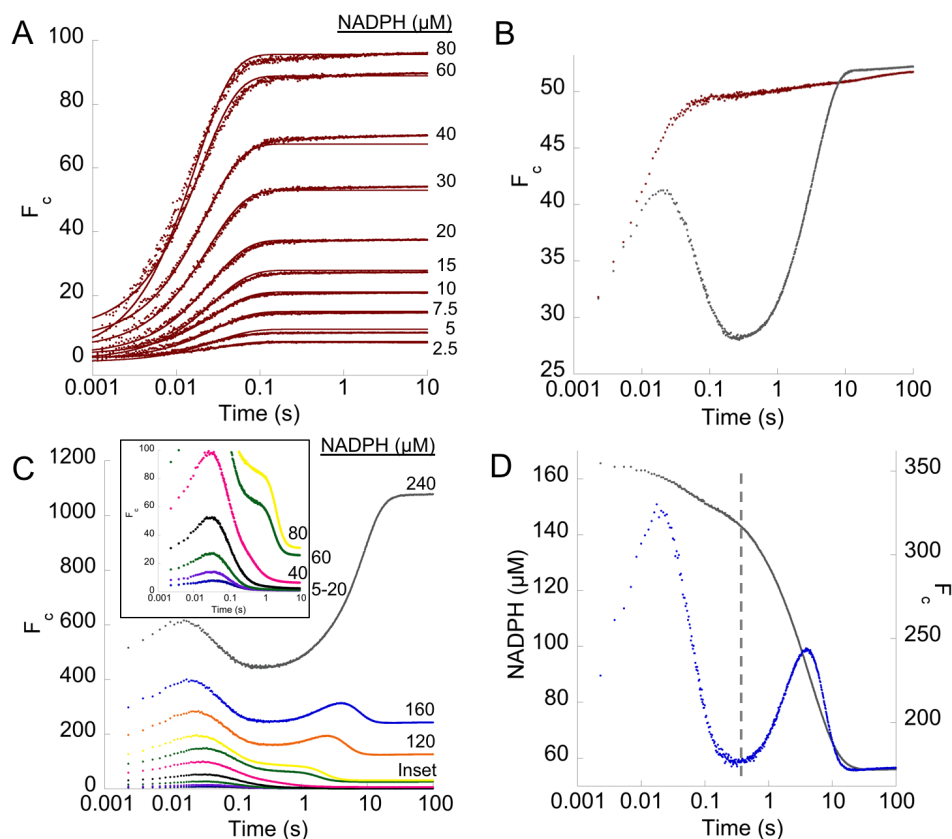 A
NADPH (µM)
100
80
60
40
20
0
F c
80
60
40
30
20
15
10
7.5
5
2.5
0.001 0.01 0.1 1 10
Time (s)
B
50
45
40
35
30
25
F c
0.001 0.01 0.1 1 10 100
Time (s)
C
NADPH (µM)
1200
1000
800
600
400
200
0
F c
240
160
120
Inset
0.001 0.01 0.1 1 10 100
Time (s)
100
80
60
40
20
0
F c
80
60
40
5-20
0.001 0.01 0.1 1 10
Time (s)
D
160
140
120
100
80
60
NADPH (µM)
350
300
250
200
F c
0.001 0.01 0.1 1 10 100
Time (s)